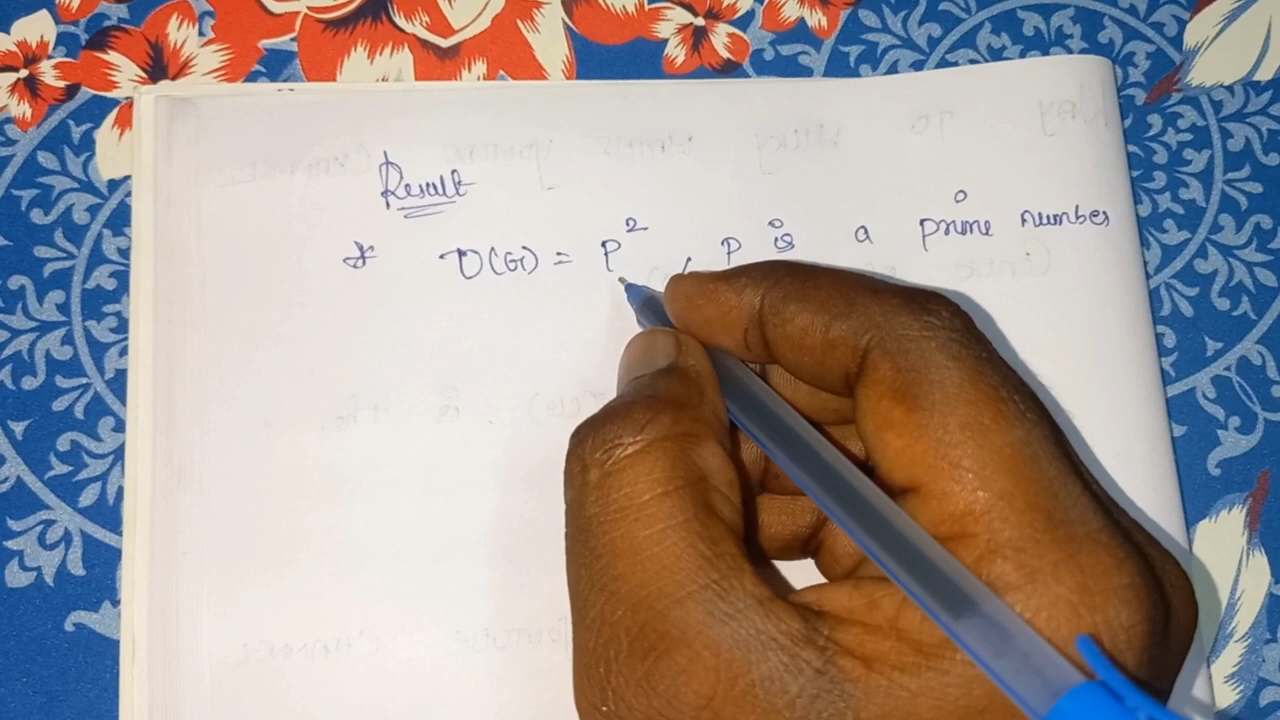 Result
* O(G) = P², P is a prime number